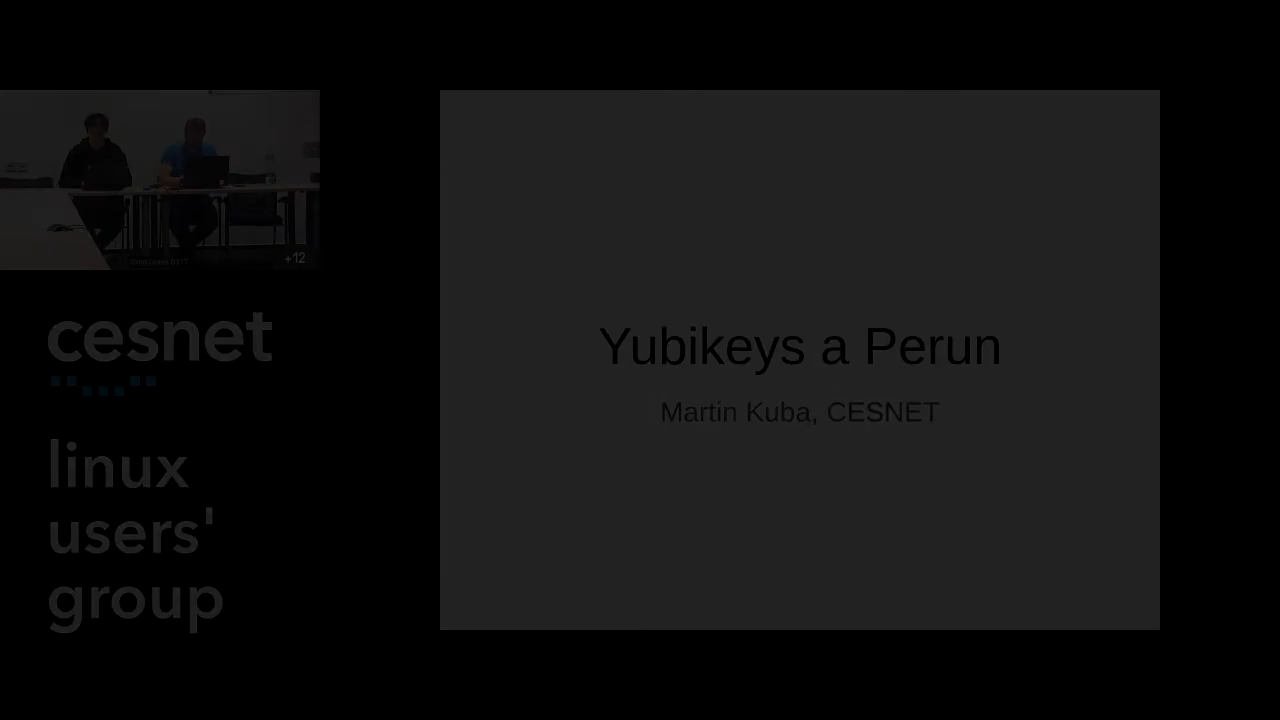 +12
cesnet
linux
users'
group
Yubikeys a Perun
Martin Kuba, CESNET